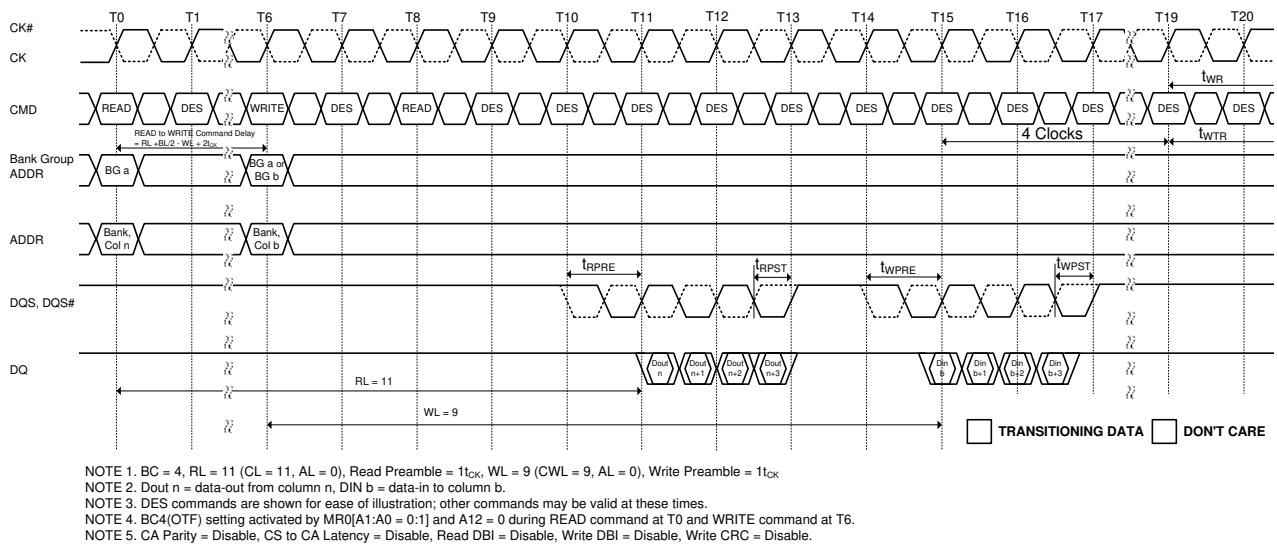 T0 T1 T6 T7 T8 T9 T10 T11 T12 T13 T14 T15 T16 T17 T19 T20
CK#
CK
tWR
CMD READ DES WRITE DES READ DES DES DES DES DES DES DES DES DES DES DES
READ to WRITE Command Delay
= RL +BL/2 - WL + 2tCK
4 Clocks
tWTR
Bank Group
ADDR
BG a
BG a or
BG b
ADDR
Bank,
Col n
Bank,
Col b
tRPRE tRPST tWPRE tWPST
DQS, DQS#
DQ
Dout
n
Dout
n+1
Dout
n+2
Dout
n+3
Din
b
Din
b+1
Din
b+2
Din
b+3
RL = 11
WL = 9
TRANSITIONING DATA DON'T CARE
NOTE 1. BC = 4, RL = 11 (CL = 11, AL = 0), Read Preamble = 1tCK, WL = 9 (CWL = 9, AL = 0), Write Preamble = 1tCK
NOTE 2. Dout n = data-out from column n, DIN b = data-in to column b.
NOTE 3. DES commands are shown for ease of illustration; other commands may be valid at these times.
NOTE 4. BC4(OTF) setting activated by MR0[A1:A0 = 0:1] and A12 = 0 during READ command at T0 and WRITE command at T6.
NOTE 5. CA Parity = Disable, CS to CA Latency = Disable, Read DBI = Disable, Write DBI = Disable, Write CRC = Disable.